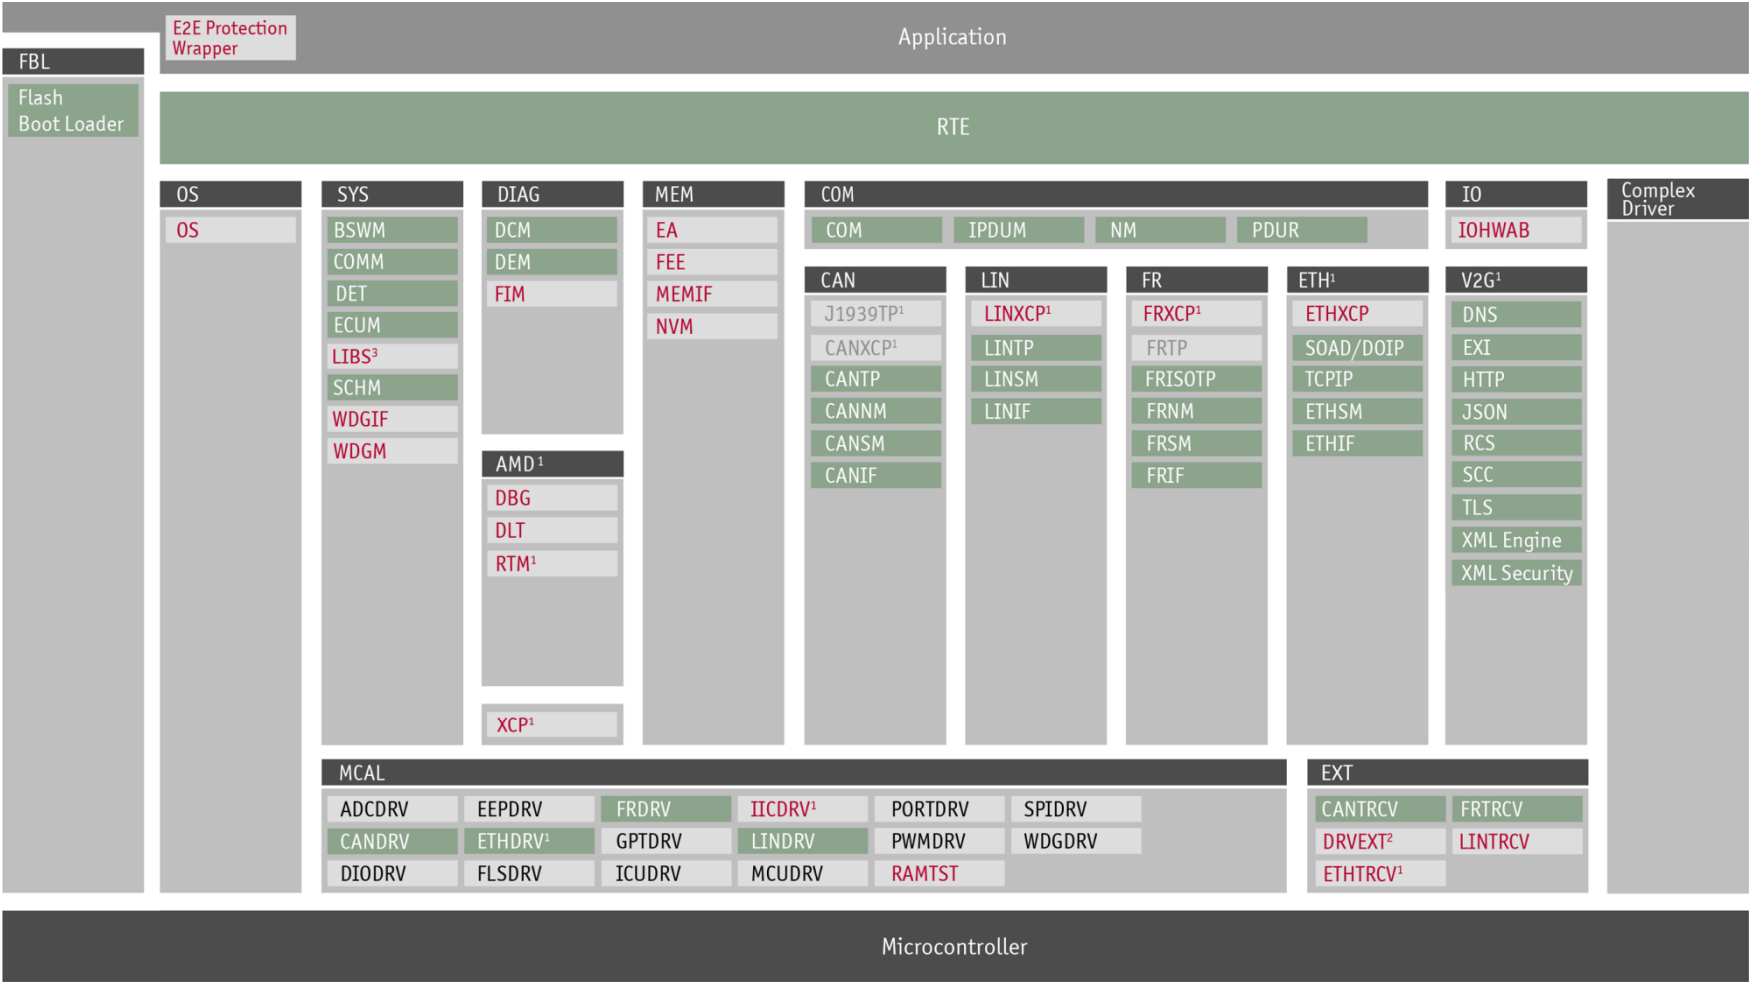 E2E Protection
Wrapper
Application
FBL
Flash
Boot Loader
RTE
OS
OS
SYS
BSWM
COMM
DET
ECUM
LIBS³
SCHM
WDGIF
WDGM
DIAG
DCM
DEM
FIM
AMD¹
DBG
DLT
RTM¹
XCP¹
MEM
EA
FEE
MEMIF
NVM
COM
COM
IPDUM
NM
PDUR
CAN
J1939TP¹
CANXCP¹
CANTP
CANNM
CANSM
CANIF
LIN
LINXCP¹
LINTP
LINSM
LINIF
FR
FRXCP¹
FRTP
FRISOTP
FRNM
FRSM
FRIF
ETH¹
ETHXCP
SOAD/DOIP
TCPIP
ETHSM
ETHIF
IO
IOHWAB
V2G¹
DNS
EXI
HTTP
JSON
RCS
SCC
TLS
XML Engine
XML Security
Complex
Driver
MCAL
ADCDRV
EEPDRV
FRDRV
IICDRV¹
PORTDRV
SPIDRV
CANDRV
ETHDRV¹
GPTDRV
LINDRV
PWMDRV
WDGDRV
DIODRV
FLSDRV
ICUDRV
MCUDRV
RAMTST
EXT
CANTRCV
FRTRCV
DRVEXT²
LINTRCV
ETHTRCV¹
Microcontroller